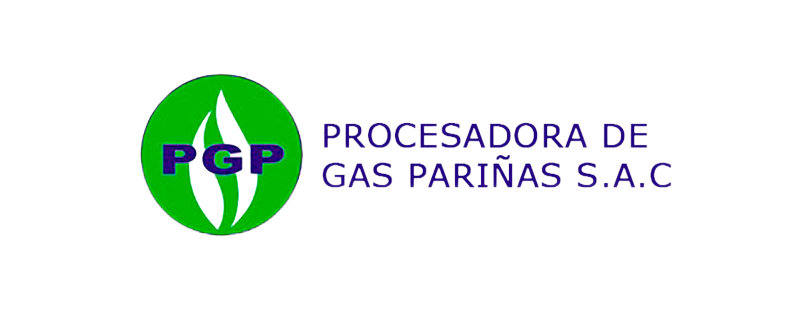 PGP
PROCESADORA DE
GAS PARIÑAS S.A.C